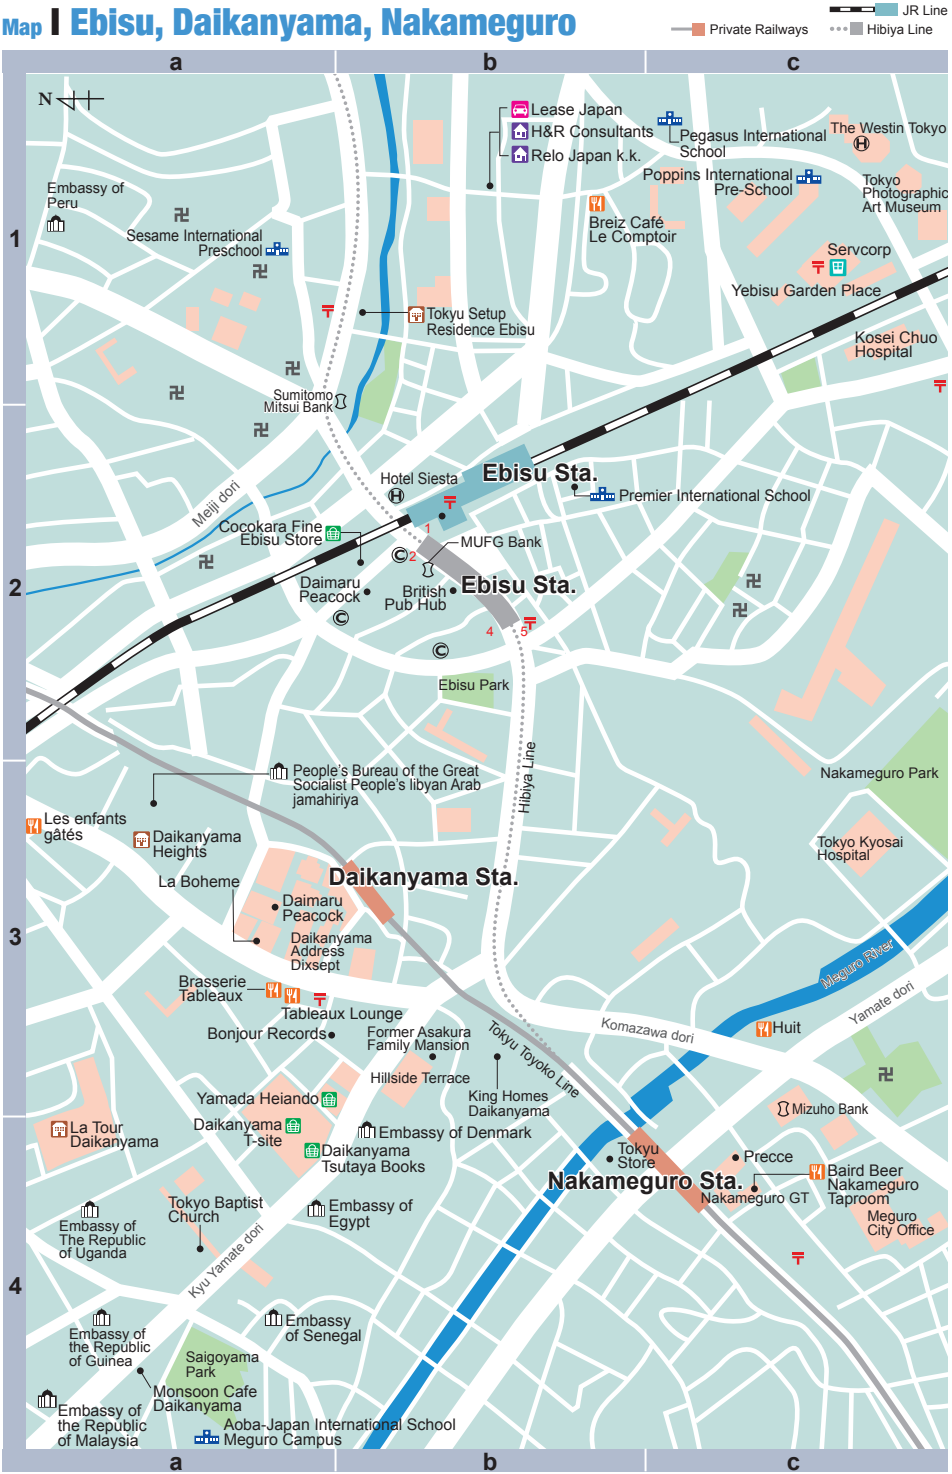 Map I Ebisu, Daikanyama, Nakameguro
JR Line
Private Railways
Hibiya Line
a
b
c
N
Lease Japan
H&R Consultants
Relo Japan k.k.
Pegasus International
School
The Westin Tokyo
H
Poppins International
Pre-School
Tokyo
Photographic
Art Museum
Embassy of
Peru
Breiz Café
Le Comptoir
1
Sesame International
Preschool
Servcorp
Yebisu Garden Place
Tokyu Setup
Residence Ebisu
Kosei Chuo
Hospital
Sumitomo
Mitsui Bank
Ebisu Sta.
Hotel Siesta
H
Premier International School
Meiji dori
Cocokara Fine
Ebisu Store
1
2
C
MUFG Bank
2
Daimaru
Peacock
British
Pub Hub
Ebisu Sta.
C
4
5
C
Ebisu Park
Hibiya Line
People's Bureau of the Great
Socialist People's libyan Arab
jamahiriya
Nakameguro Park
Les enfants
gâtés
Daikanyama
Heights
Tokyo Kyosai
Hospital
Daikanyama Sta.
La Boheme
Daimaru
Peacock
3
Daikanyama
Address
Dixsept
Meguro River
Brasserie
Tableaux
Tableaux Lounge
Yamate dori
Bonjour Records
Former Asakura
Family Mansion
Tokyu Toyoko Line
Komazawa dori
Huit
Hillside Terrace
King Homes
Daikanyama
Yamada Heiando
Mizuho Bank
La Tour
Daikanyama
Daikanyama
T-site
Embassy of Denmark
Daikanyama
Tsutaya Books
Tokyu
Store
Precce
Nakameguro Sta.
Nakameguro GT
Baird Beer
Nakameguro
Taproom
Tokyo Baptist
Church
Embassy of
Egypt
Embassy of
The Republic
of Uganda
Meguro
City Office
Kyu Yamate dori
4
Embassy of
the Republic
of Guinea
Embassy
of Senegal
Saigoyama
Park
Monsoon Cafe
Daikanyama
Embassy of
the Republic
of Malaysia
Aoba-Japan International School
Meguro Campus
a
b
c